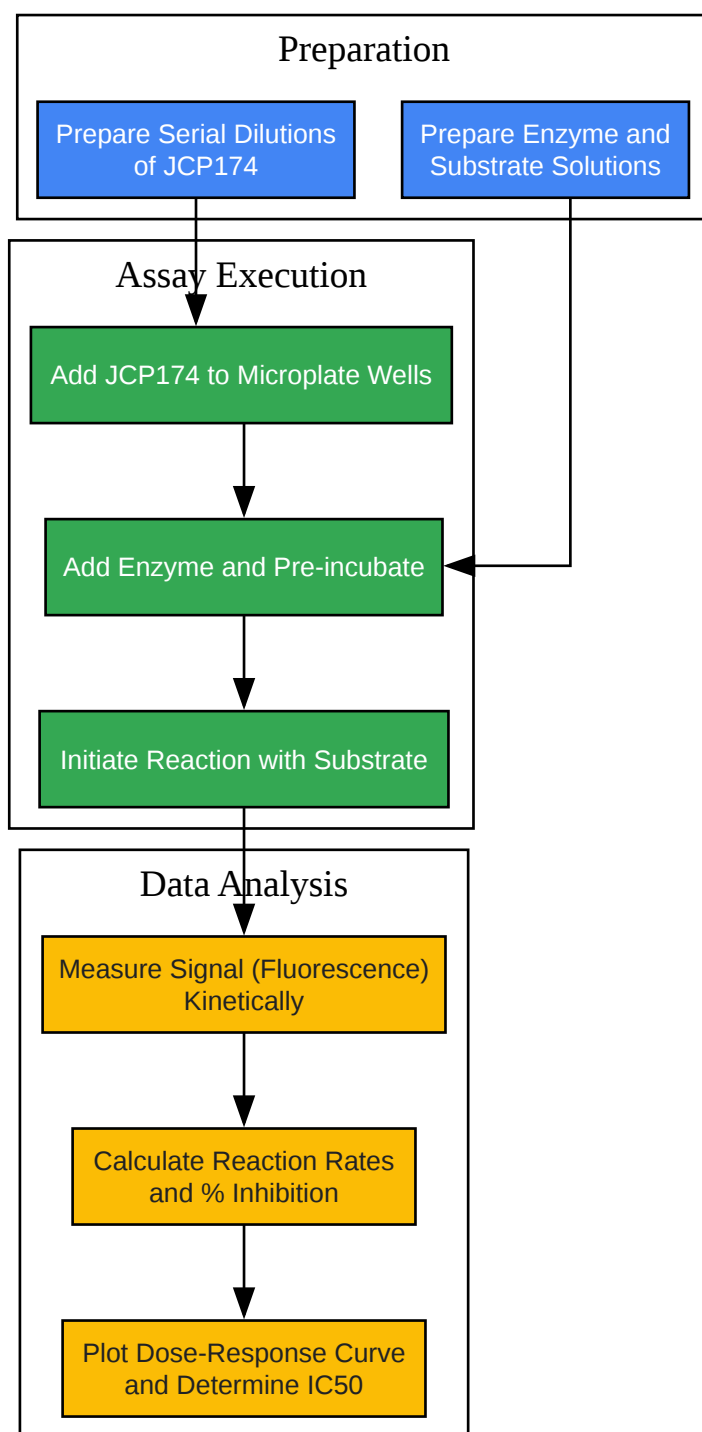 Preparation
Prepare Serial Dilutions
of JCP174
Prepare Enzyme and
Substrate Solutions
Assay Execution
Add JCP174 to Microplate Wells
Add Enzyme and Pre-incubate
Initiate Reaction with Substrate
Data Analysis
Measure Signal (Fluorescence)
Kinetically
Calculate Reaction Rates
and % Inhibition
Plot Dose-Response Curve
and Determine IC50